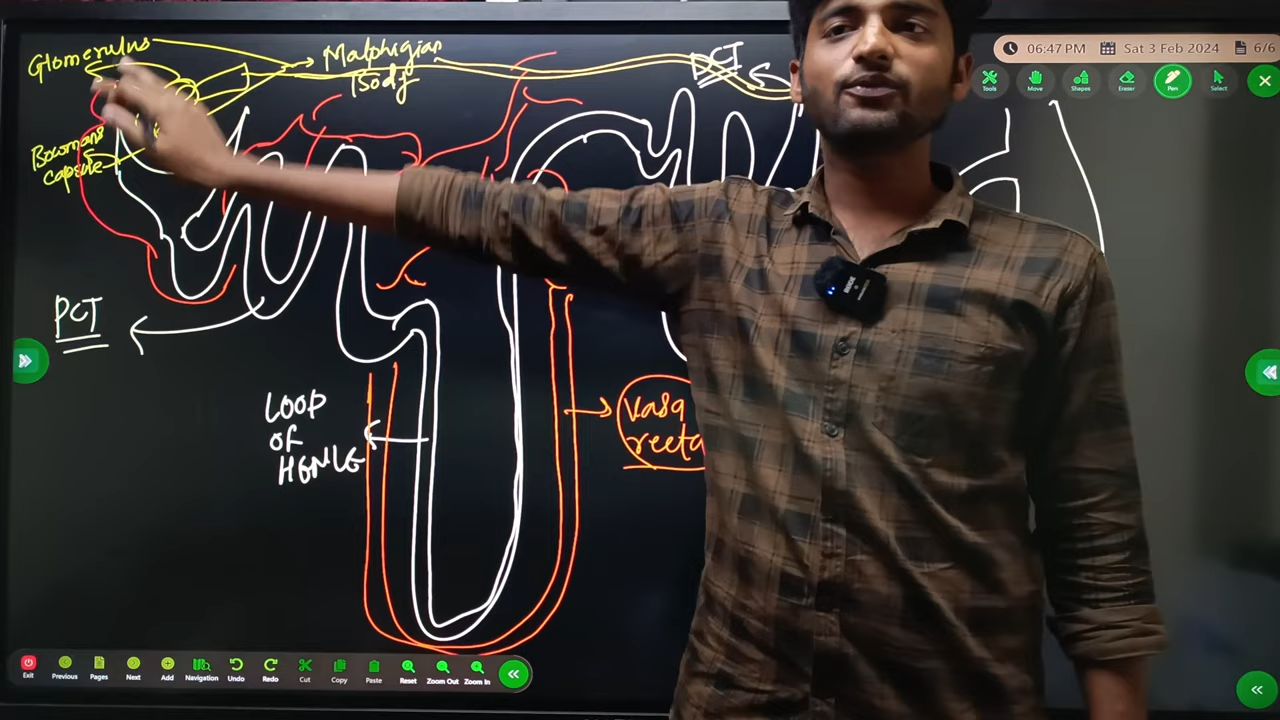 Glomerulus
Malphigian
Body
DCT
06:47 PM
Sat 3 Feb 2024
6/6
Tools
Move
Shapes
Eraser
Pen
Select
Bowmans
capsule
PCT
LOOP
OF
HENLE
Vasa
recta
Exit
Previous
Pages
Next
Add
Navigation
Undo
Redo
Cut
Copy
Paste
Reset
Zoom Out
Zoom In